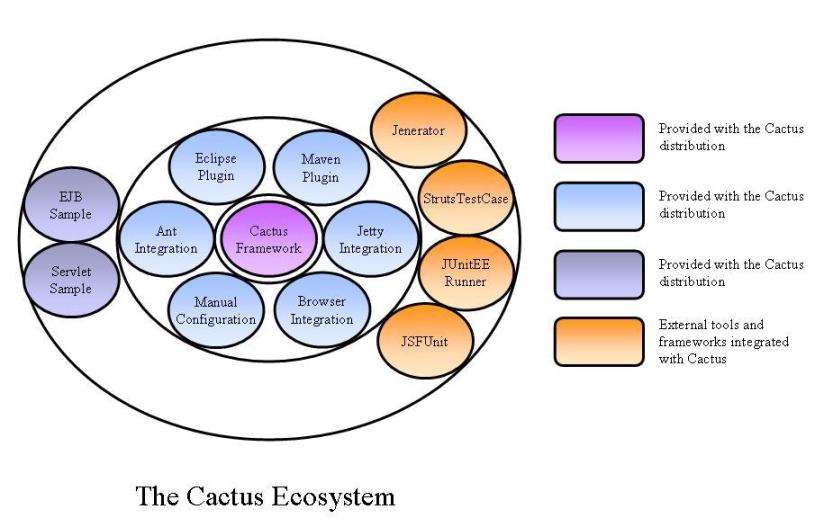 Jenerator
Eclipse
Plugin
Maven
Plugin
StrutsTestCase
EJB
Sample
Ant
Integration
Cactus
Framework
Jetty
Integration
JUnitEE
Runner
Servlet
Sample
Manual
Configuration
Browser
Integration
JSFUnit
Provided with the Cactus
distribution
Provided with the Cactus
distribution
Provided with the Cactus
distribution
External tools and
frameworks integrated
with Cactus
The Cactus Ecosystem